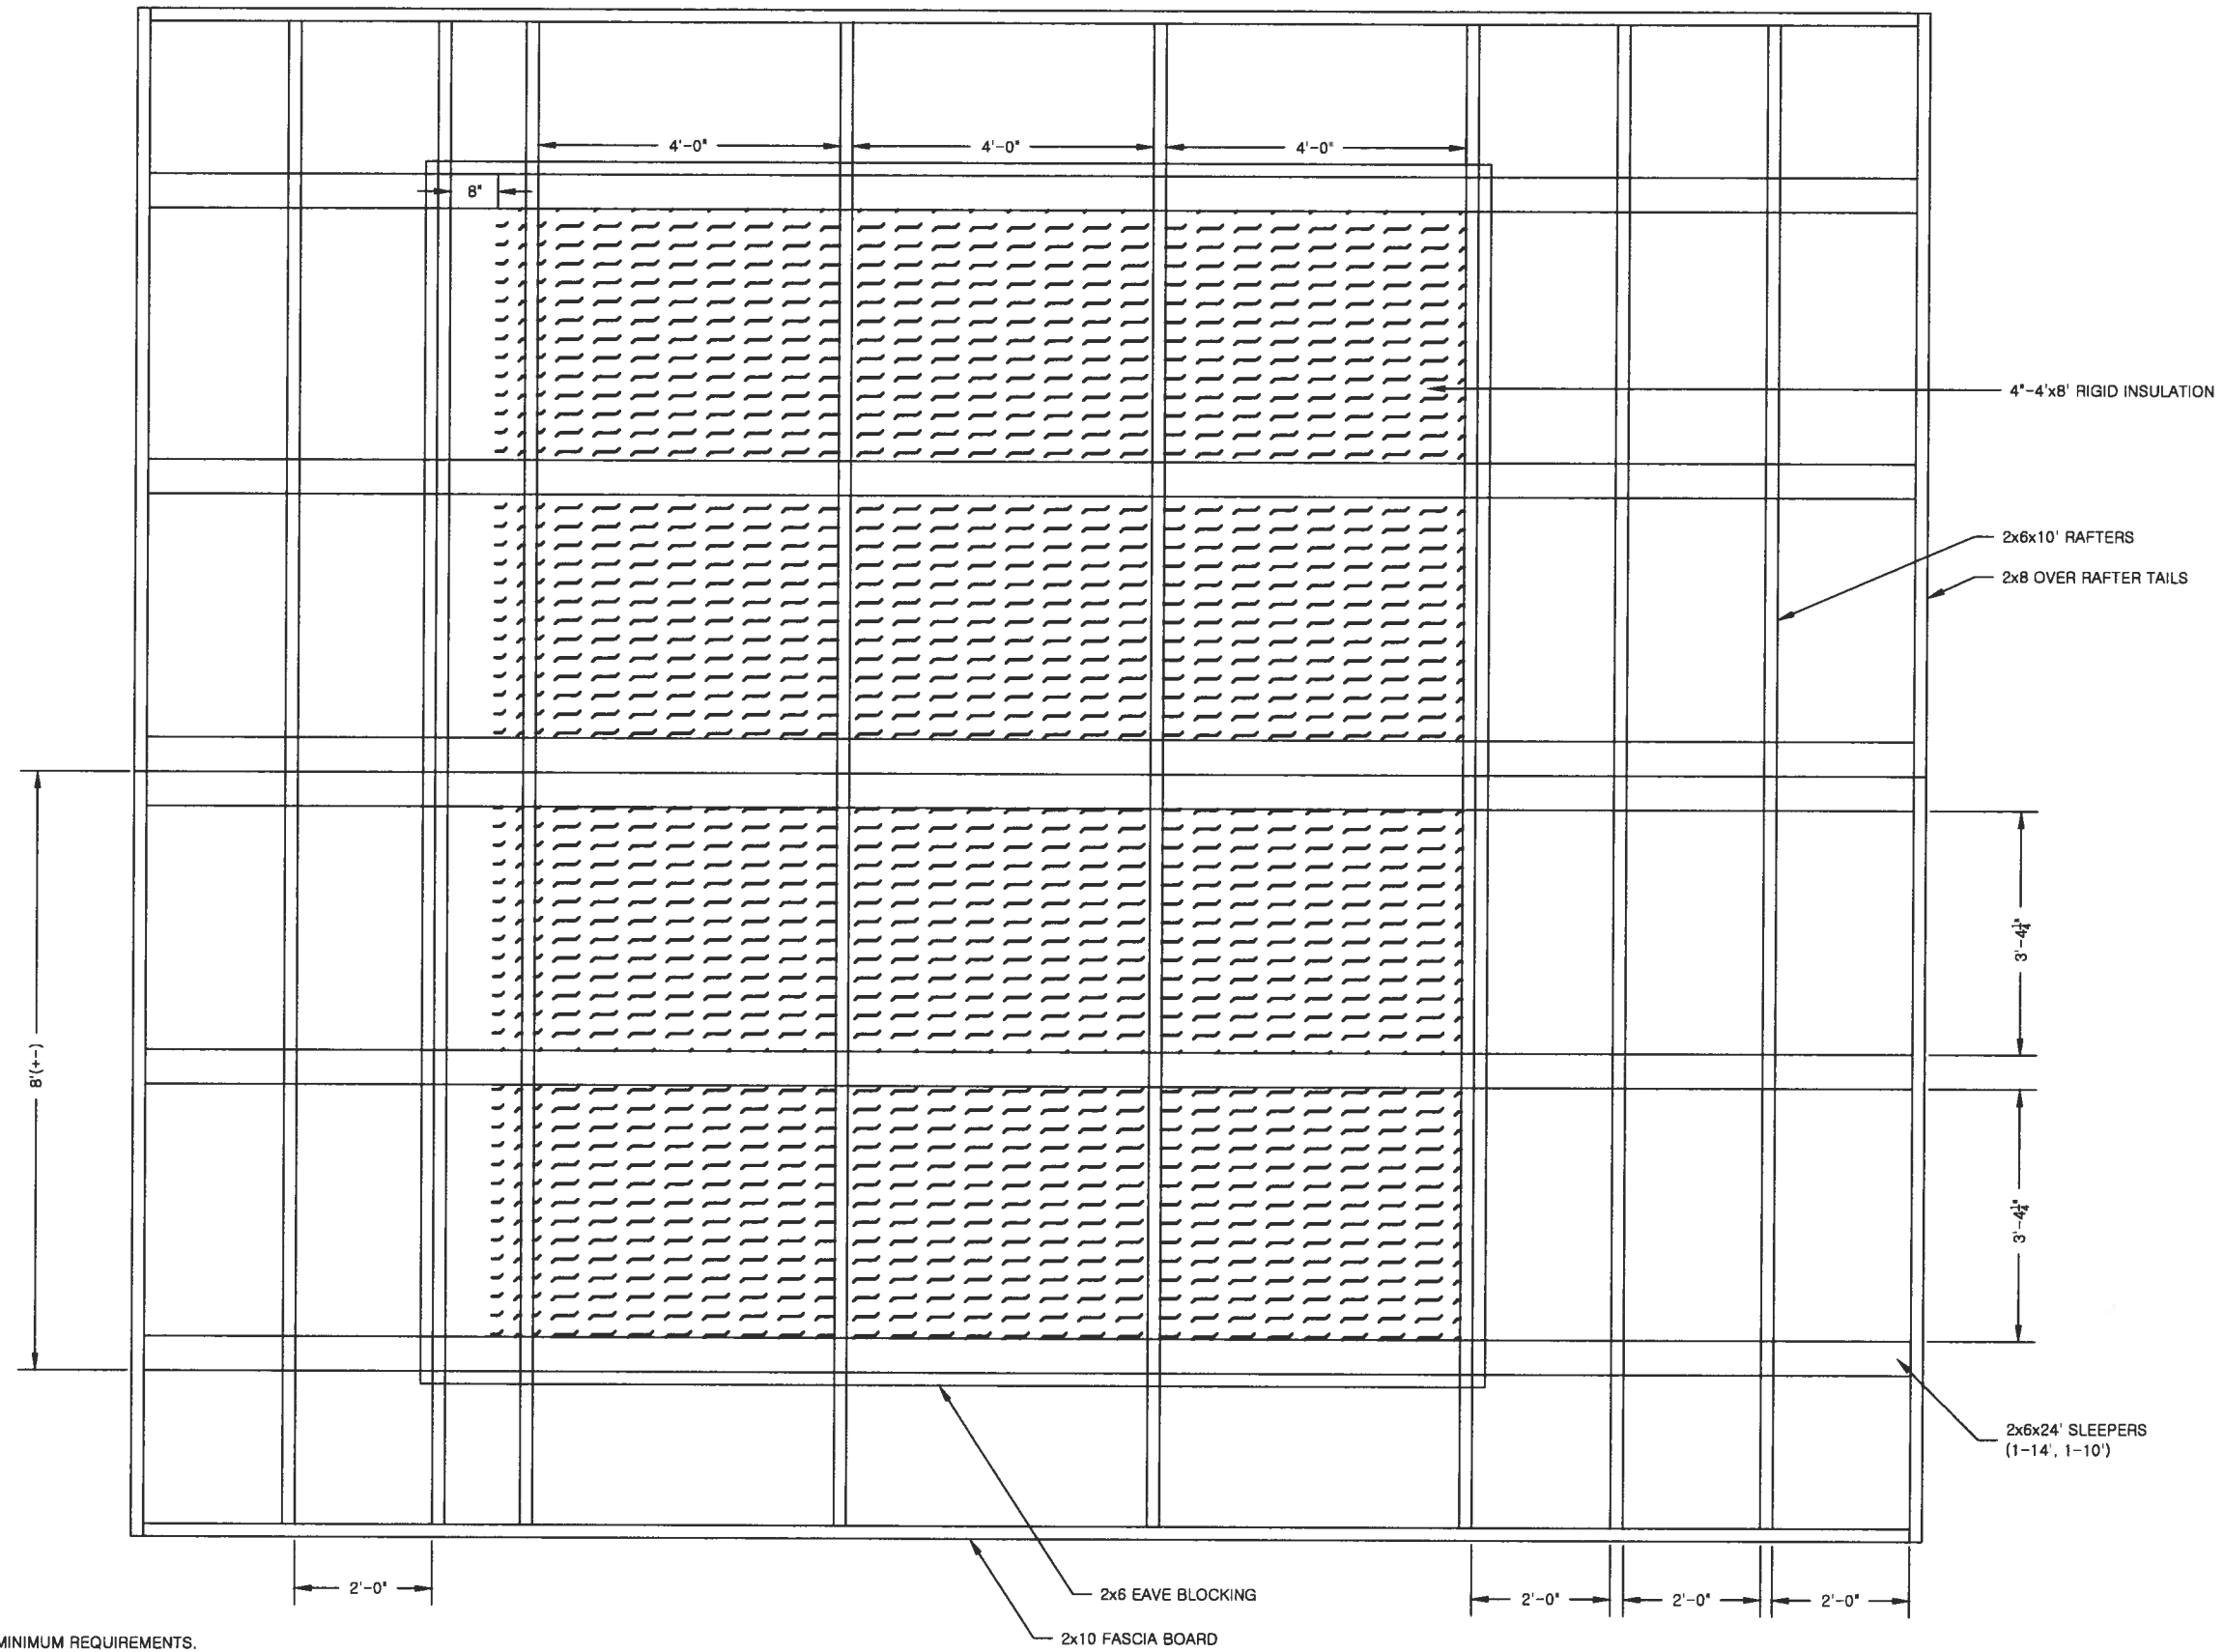 4'-0" 4'-0" 4'-0"
8"
4"-4'x8' RIGID INSULATION
2x6x10' RAFTERS
2x8 OVER RAFTER TAILS
3'-4¼"
8'(+-)
3'-4¼"
2x6x24' SLEEPERS
(1-14', 1-10')
2'-0"
2x6 EAVE BLOCKING
2'-0" 2'-0" 2'-0"
2x10 FASCIA BOARD
MINIMUM REQUIREMENTS.